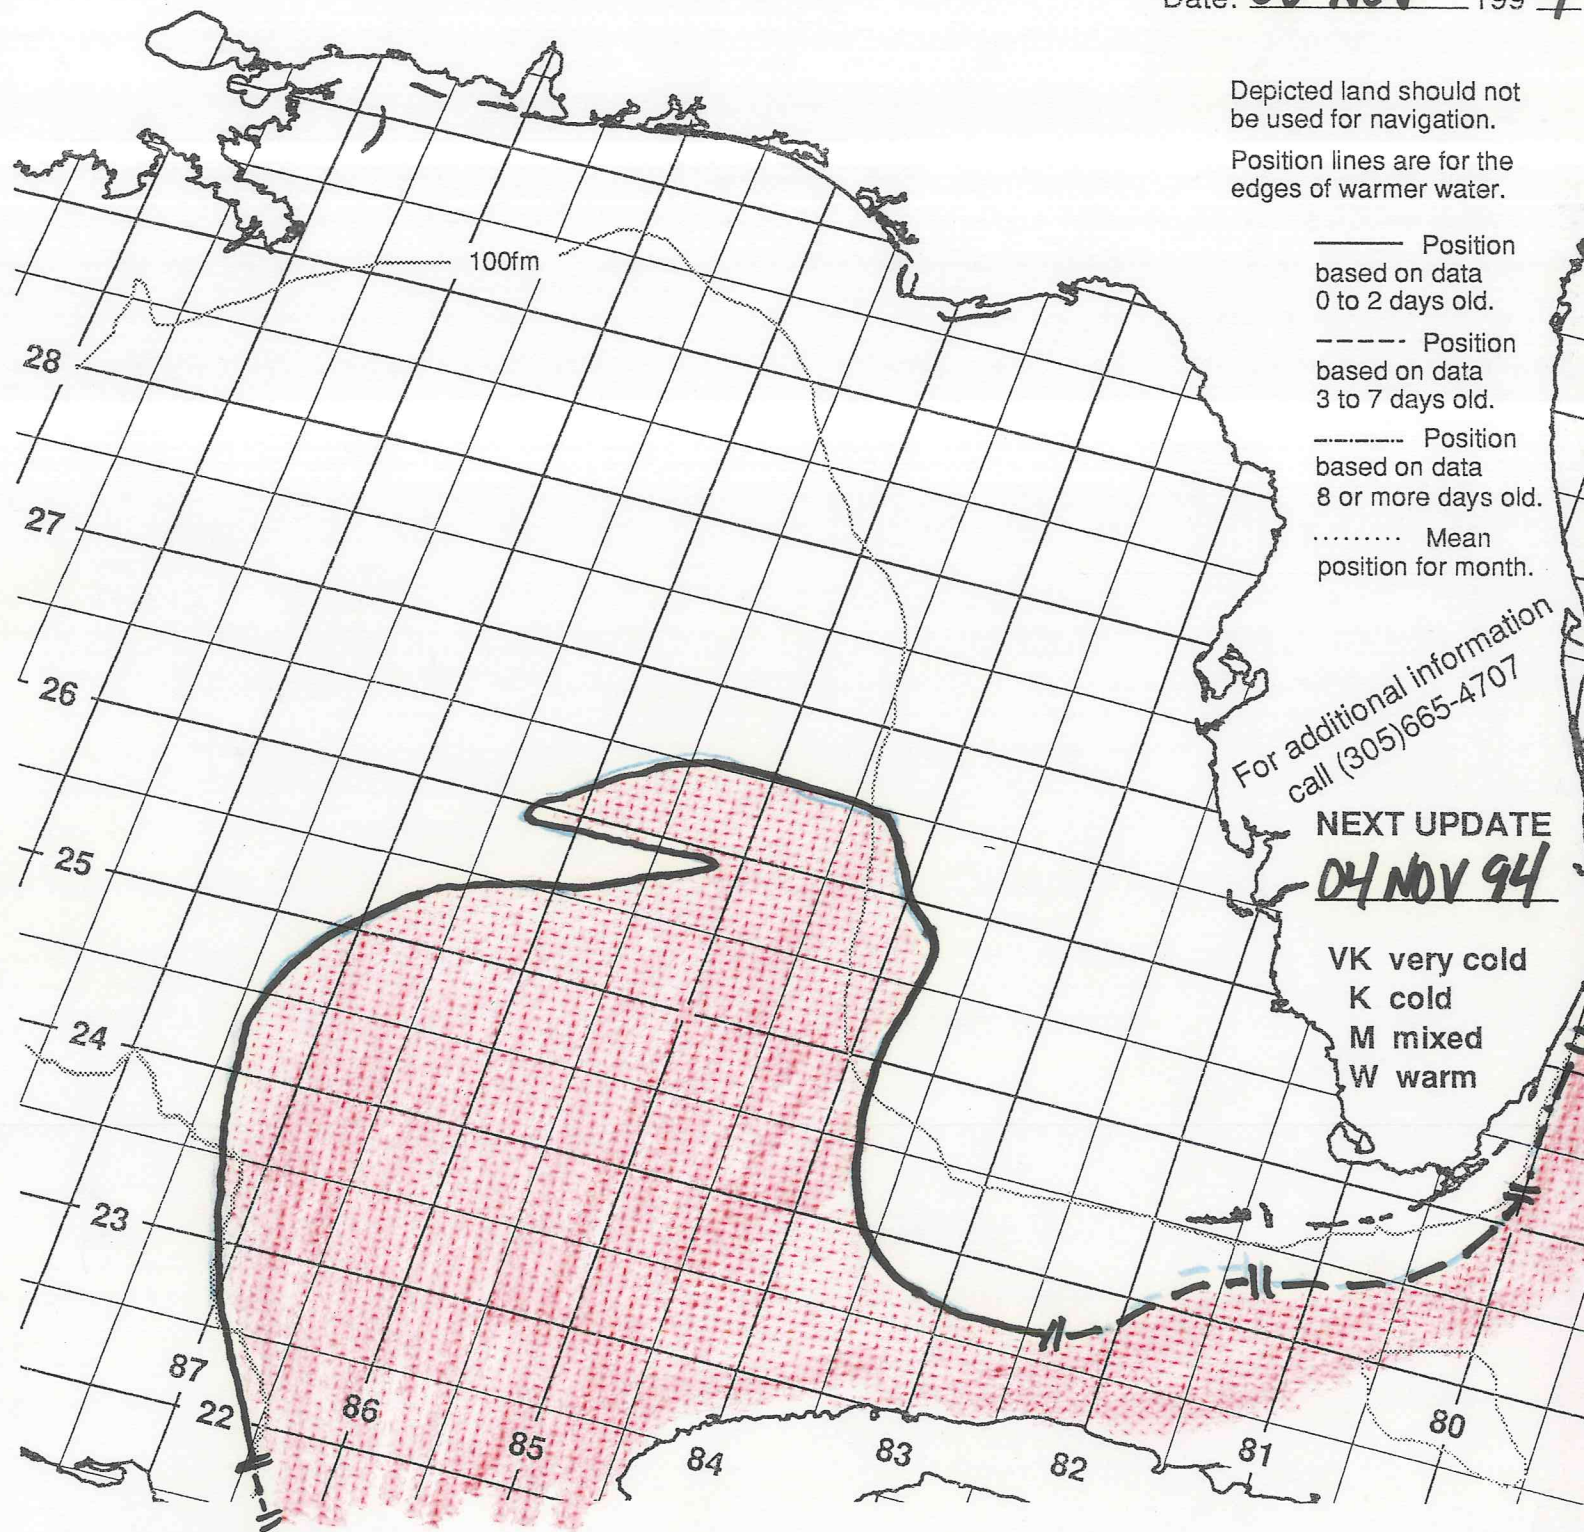 Date: NOV 199
Depicted land should not
be used for navigation.
Position lines are for the
edges of warmer water.
Position
based on data
0 to 2 days old.
Position
based on data
3 to 7 days old.
Position
based on data
8 or more days old.
Mean
position for month.
For additional information
call (305)665-4707
NEXT UPDATE
04 NOV 94
VK very cold
K cold
M mixed
W warm
100fm
28
27
26
25
24
23
22
87
86
85
84
83
82
81
80